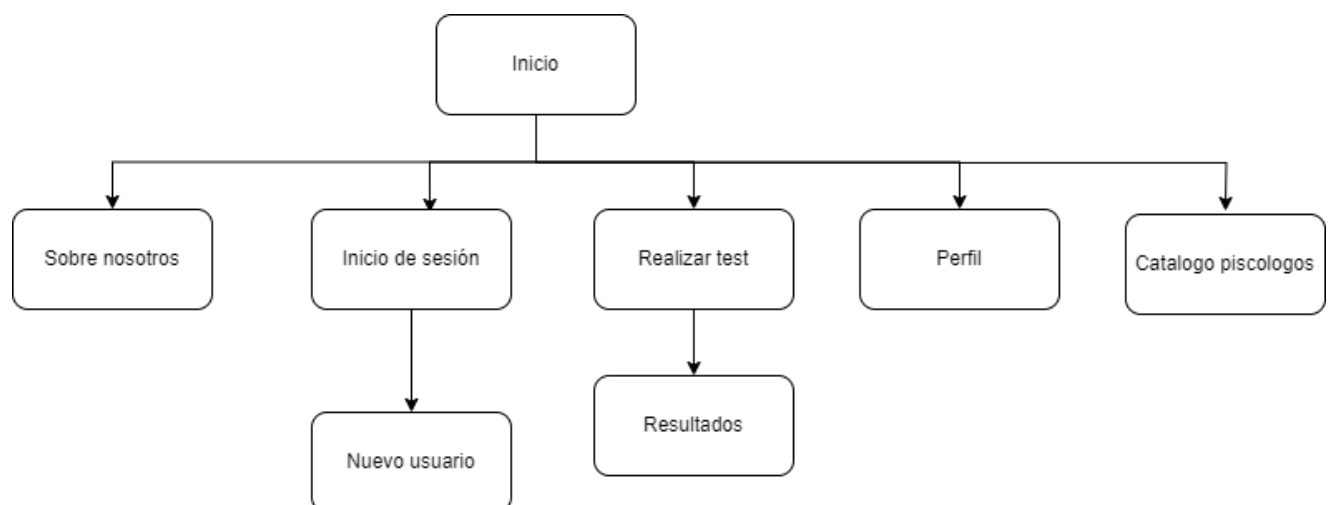 Inicio
Sobre nosotros
Inicio de sesión
Realizar test
Perfil
Catalogo piscologos
Resultados
Nuevo usuario